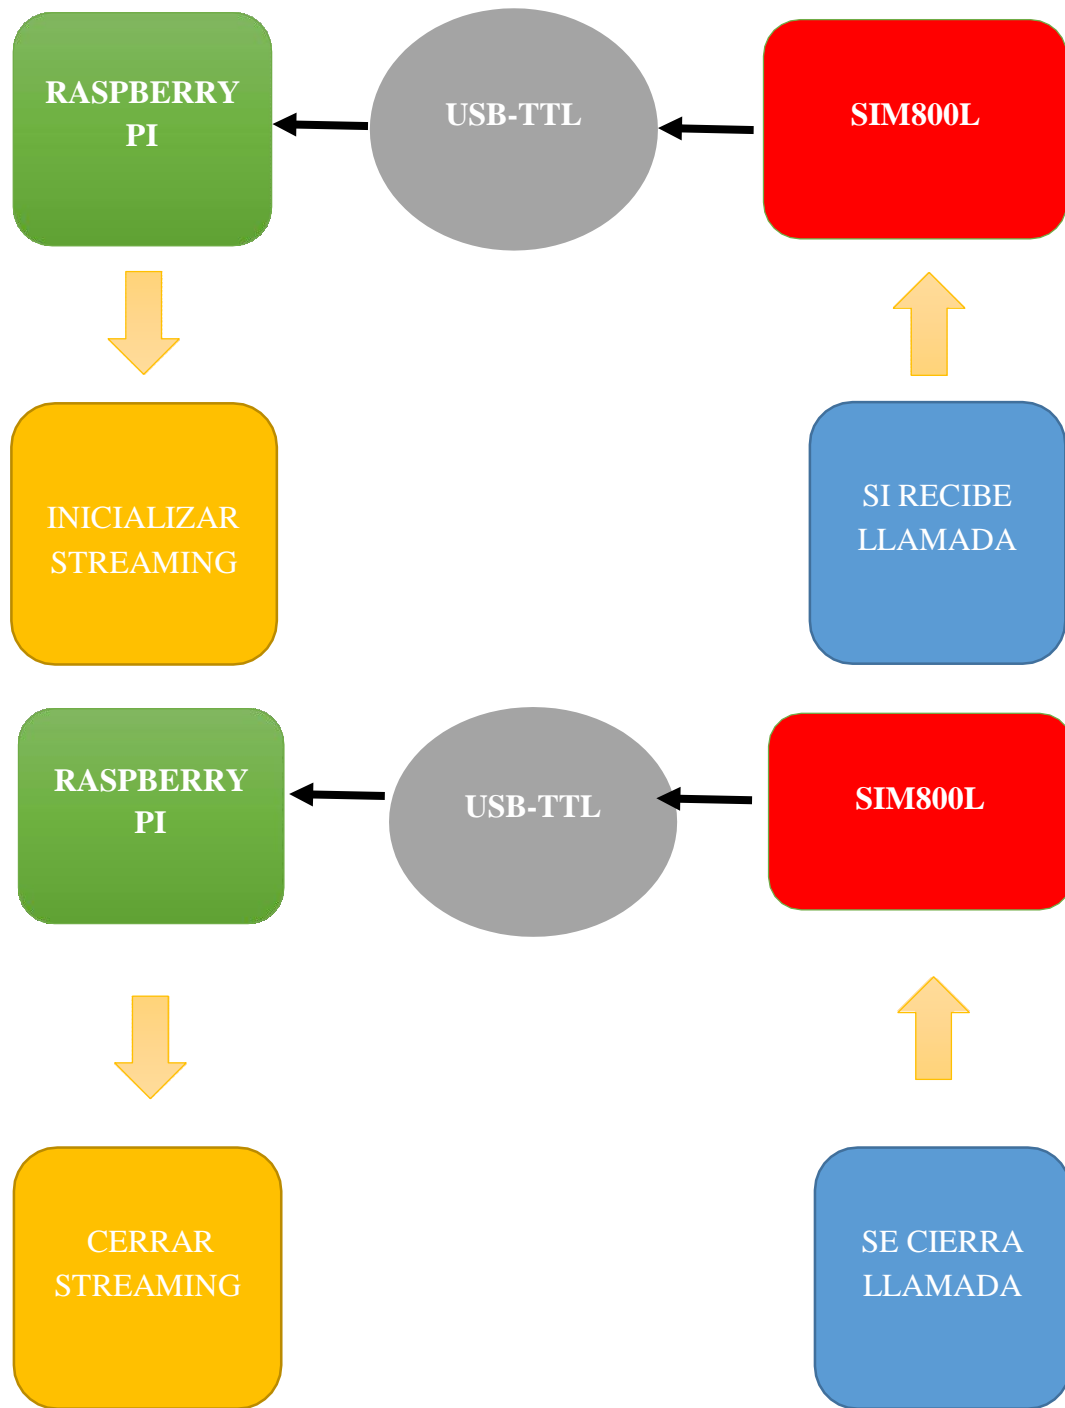 RASPBERRY
PI
USB-TTL
SIM800L
INICIALIZAR
STREAMING
SI RECIBE
LLAMADA
RASPBERRY
PI
USB-TTL
SIM800L
CERRAR
STREAMING
SE CIERRA
LLAMADA